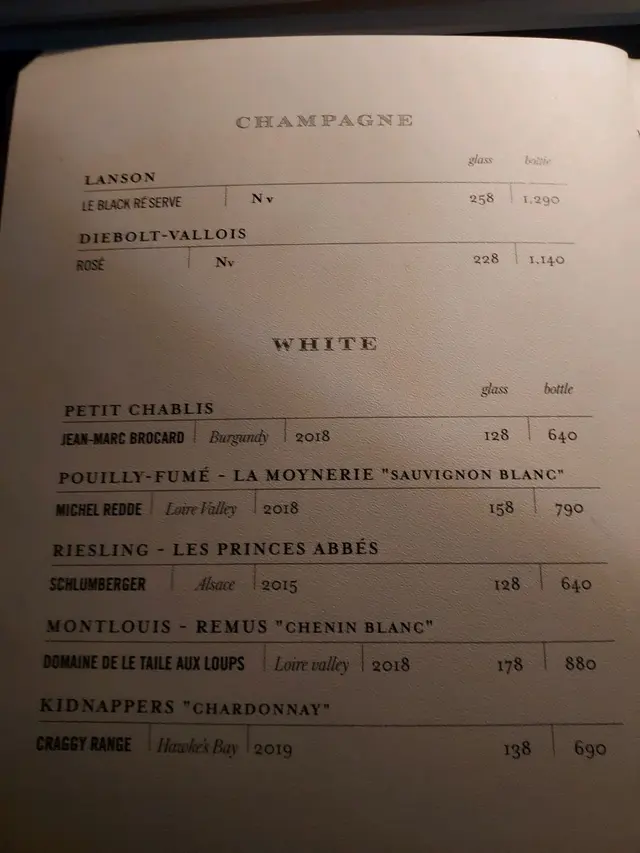 CHAMPAGNE
glass bottle
LANSON
LE BLACK RÉSERVE Nv 258 1,290
DIEBOLT-VALLOIS
ROSÉ Nv 228 1,140
WHITE
glass bottle
PETIT CHABLIS
JEAN-MARC BROCARD Burgundy 2018 128 640
POUILLY-FUMÉ - LA MOYNERIE "SAUVIGNON BLANC"
MICHEL REDDE Loire Valley 2018 158 790
RIESLING - LES PRINCES ABBÉS
SCHLUMBERGER Alsace 2015 128 640
MONTLOUIS - REMUS "CHENIN BLANC"
DOMAINE DE LE TAILE AUX LOUPS Loire valley 2018 178 880
KIDNAPPERS "CHARDONNAY"
CRAGGY RANGE Hawke's Bay 2019 138 690